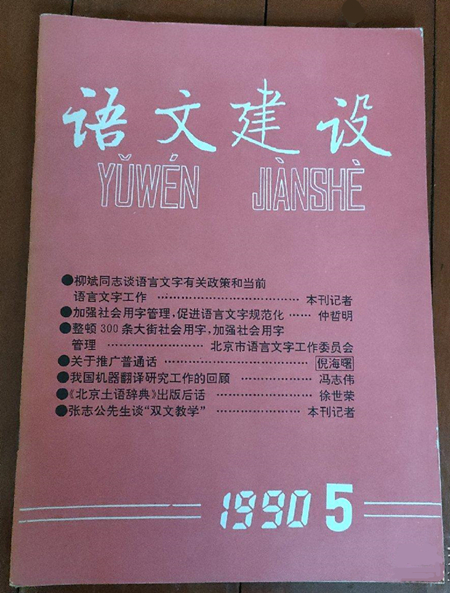 语文建设
YǓWÉN JIÀNSHÈ
●柳斌同志谈语言文字有关政策和当前
语言文字工作 ………………………… 本刊记者
●加强社会用字管理·促进语言文字规范化 …… 仲哲明
●整顿300条大街社会用字,加强社会用字
管理 …………… 北京市语言文字工作委员会
●关于推广普通话 ……………………… 倪海曙
●我国机器翻译研究工作的回顾 …………… 冯志伟
●《北京土语辞典》出版后话 ……………… 徐世荣
●张志公先生谈“双文教学” ……………… 本刊记者
1990 5